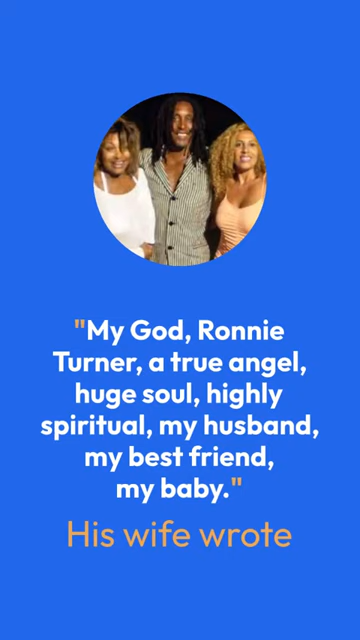 "My God, Ronnie
Turner, a true angel,
huge soul, highly
spiritual, my husband,
my best friend,
my baby."
His wife wrote